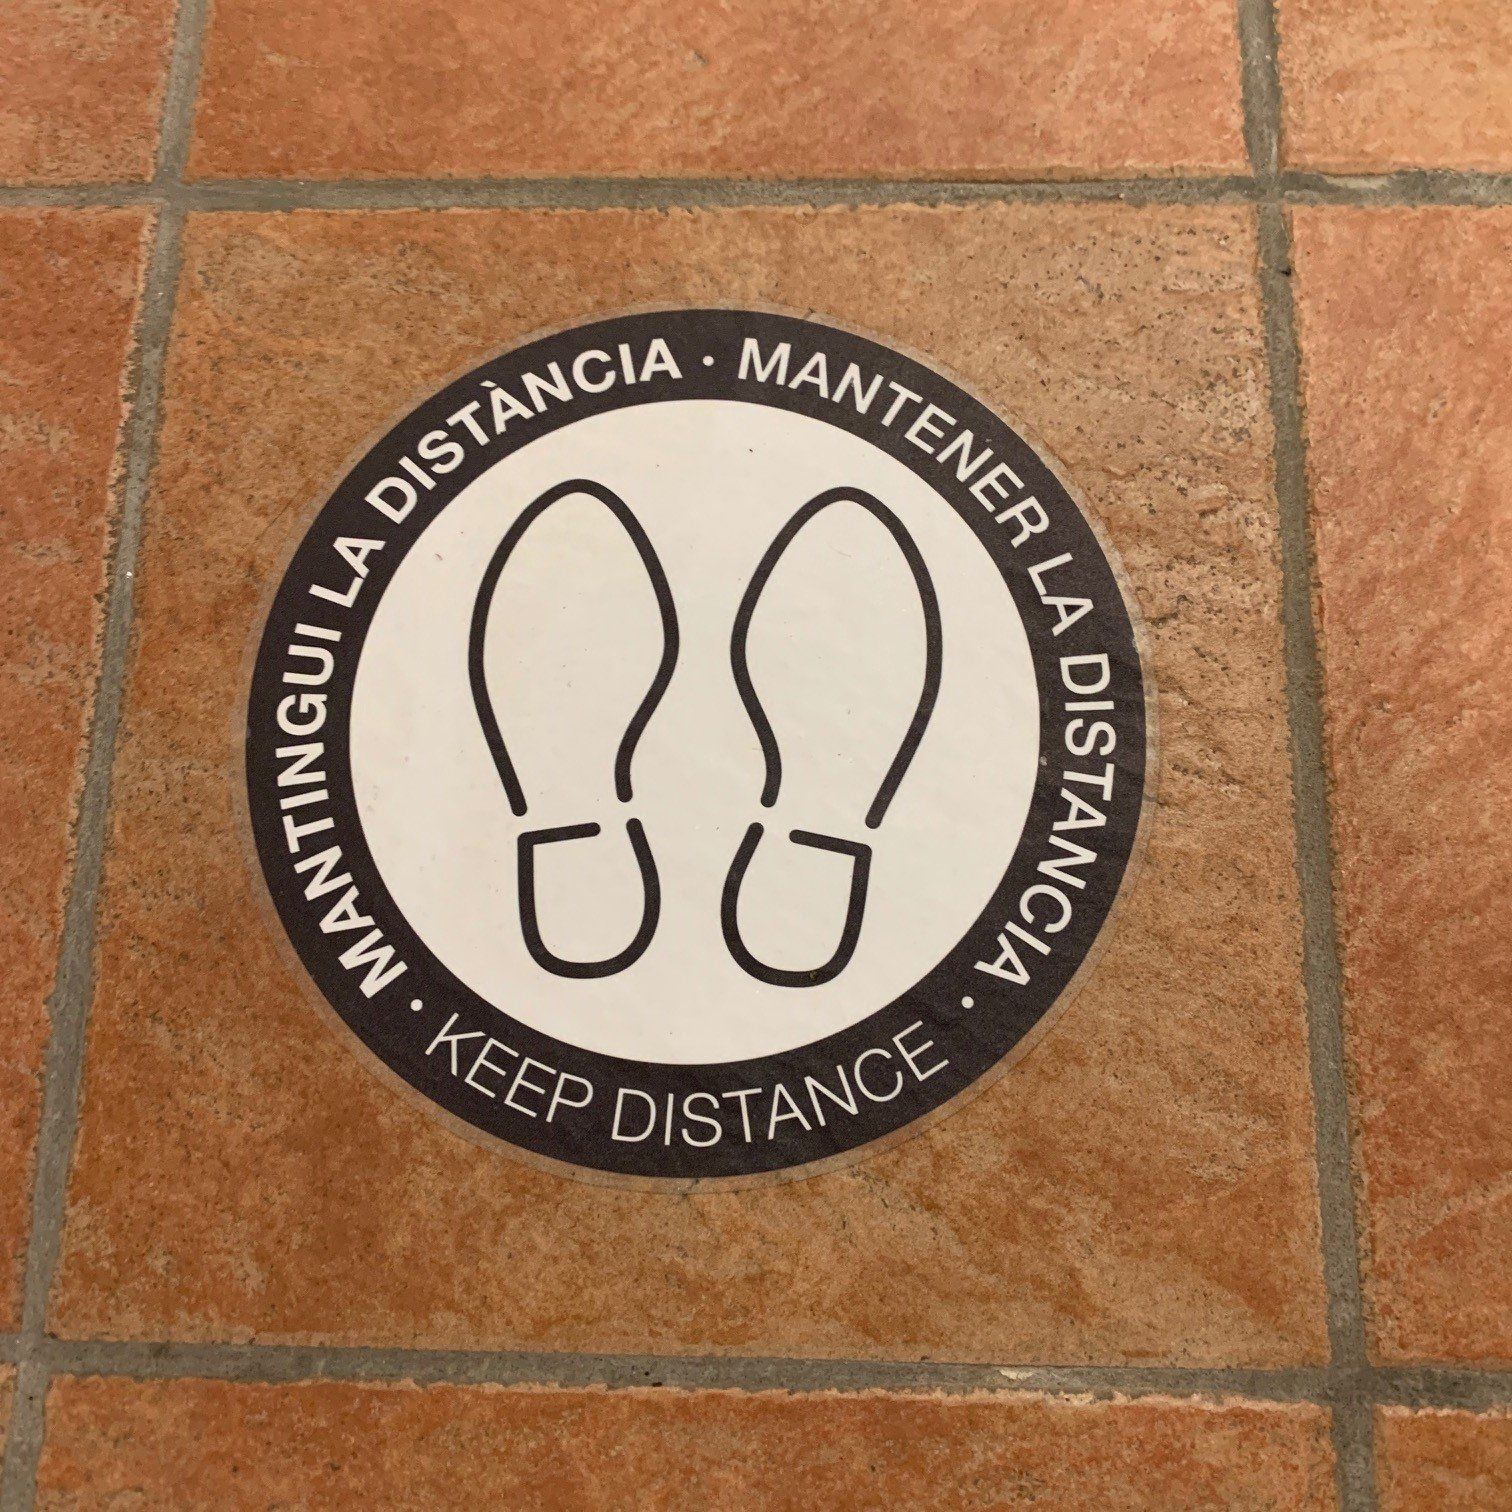 MANTINGUI LA DISTÀNCIA · MANTENER LA DISTANCIA ·
KEEP DISTANCE ·